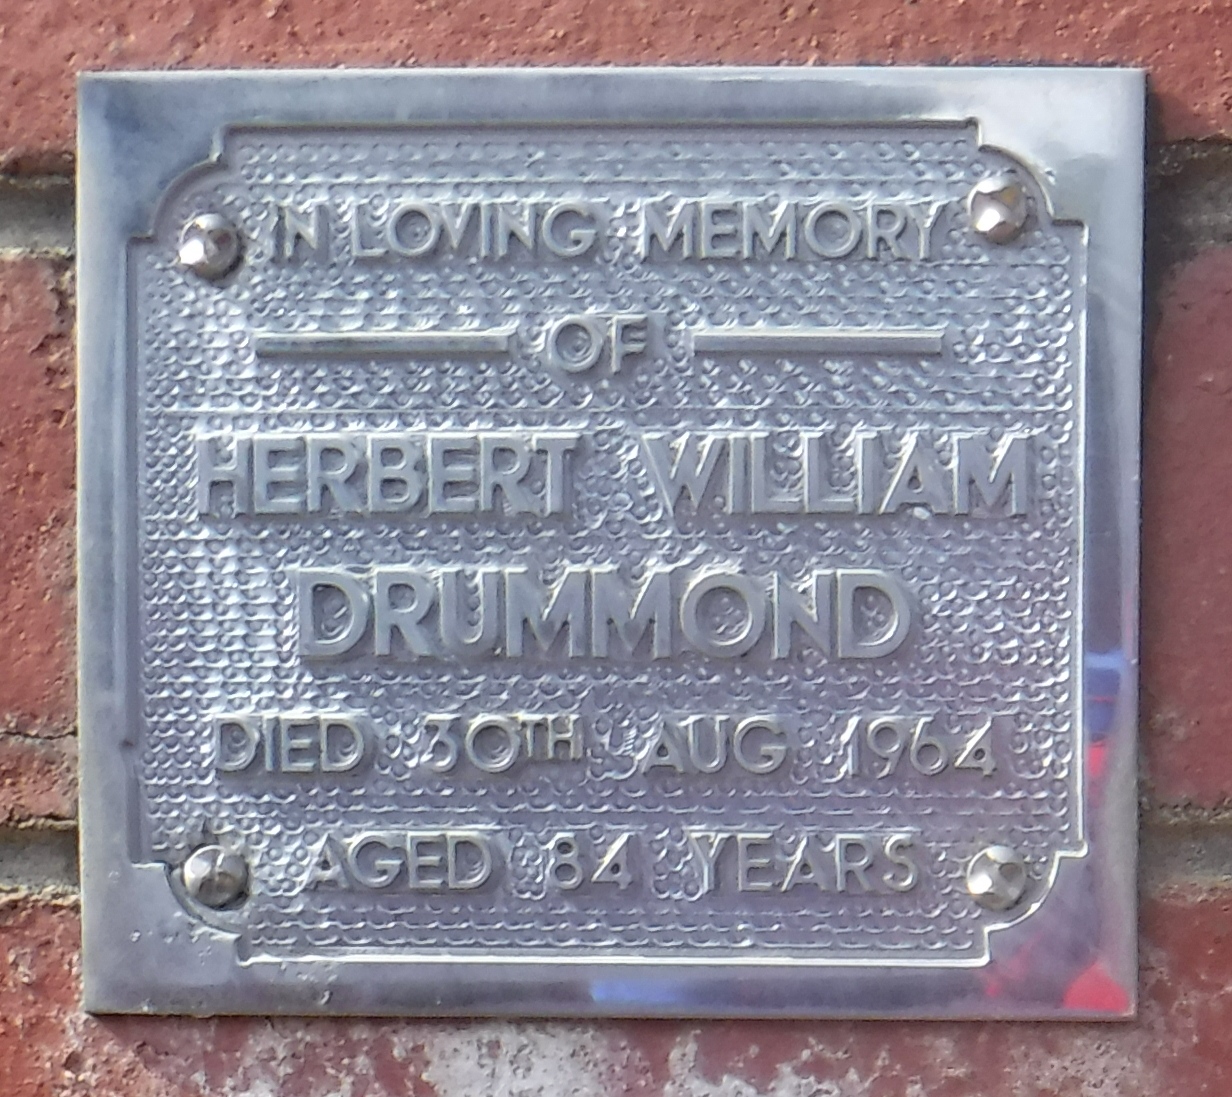 IN LOVING MEMORY
OF
HERBERT WILLIAM
DRUMMOND
DIED 30TH AUG 1964
AGED 84 YEARS